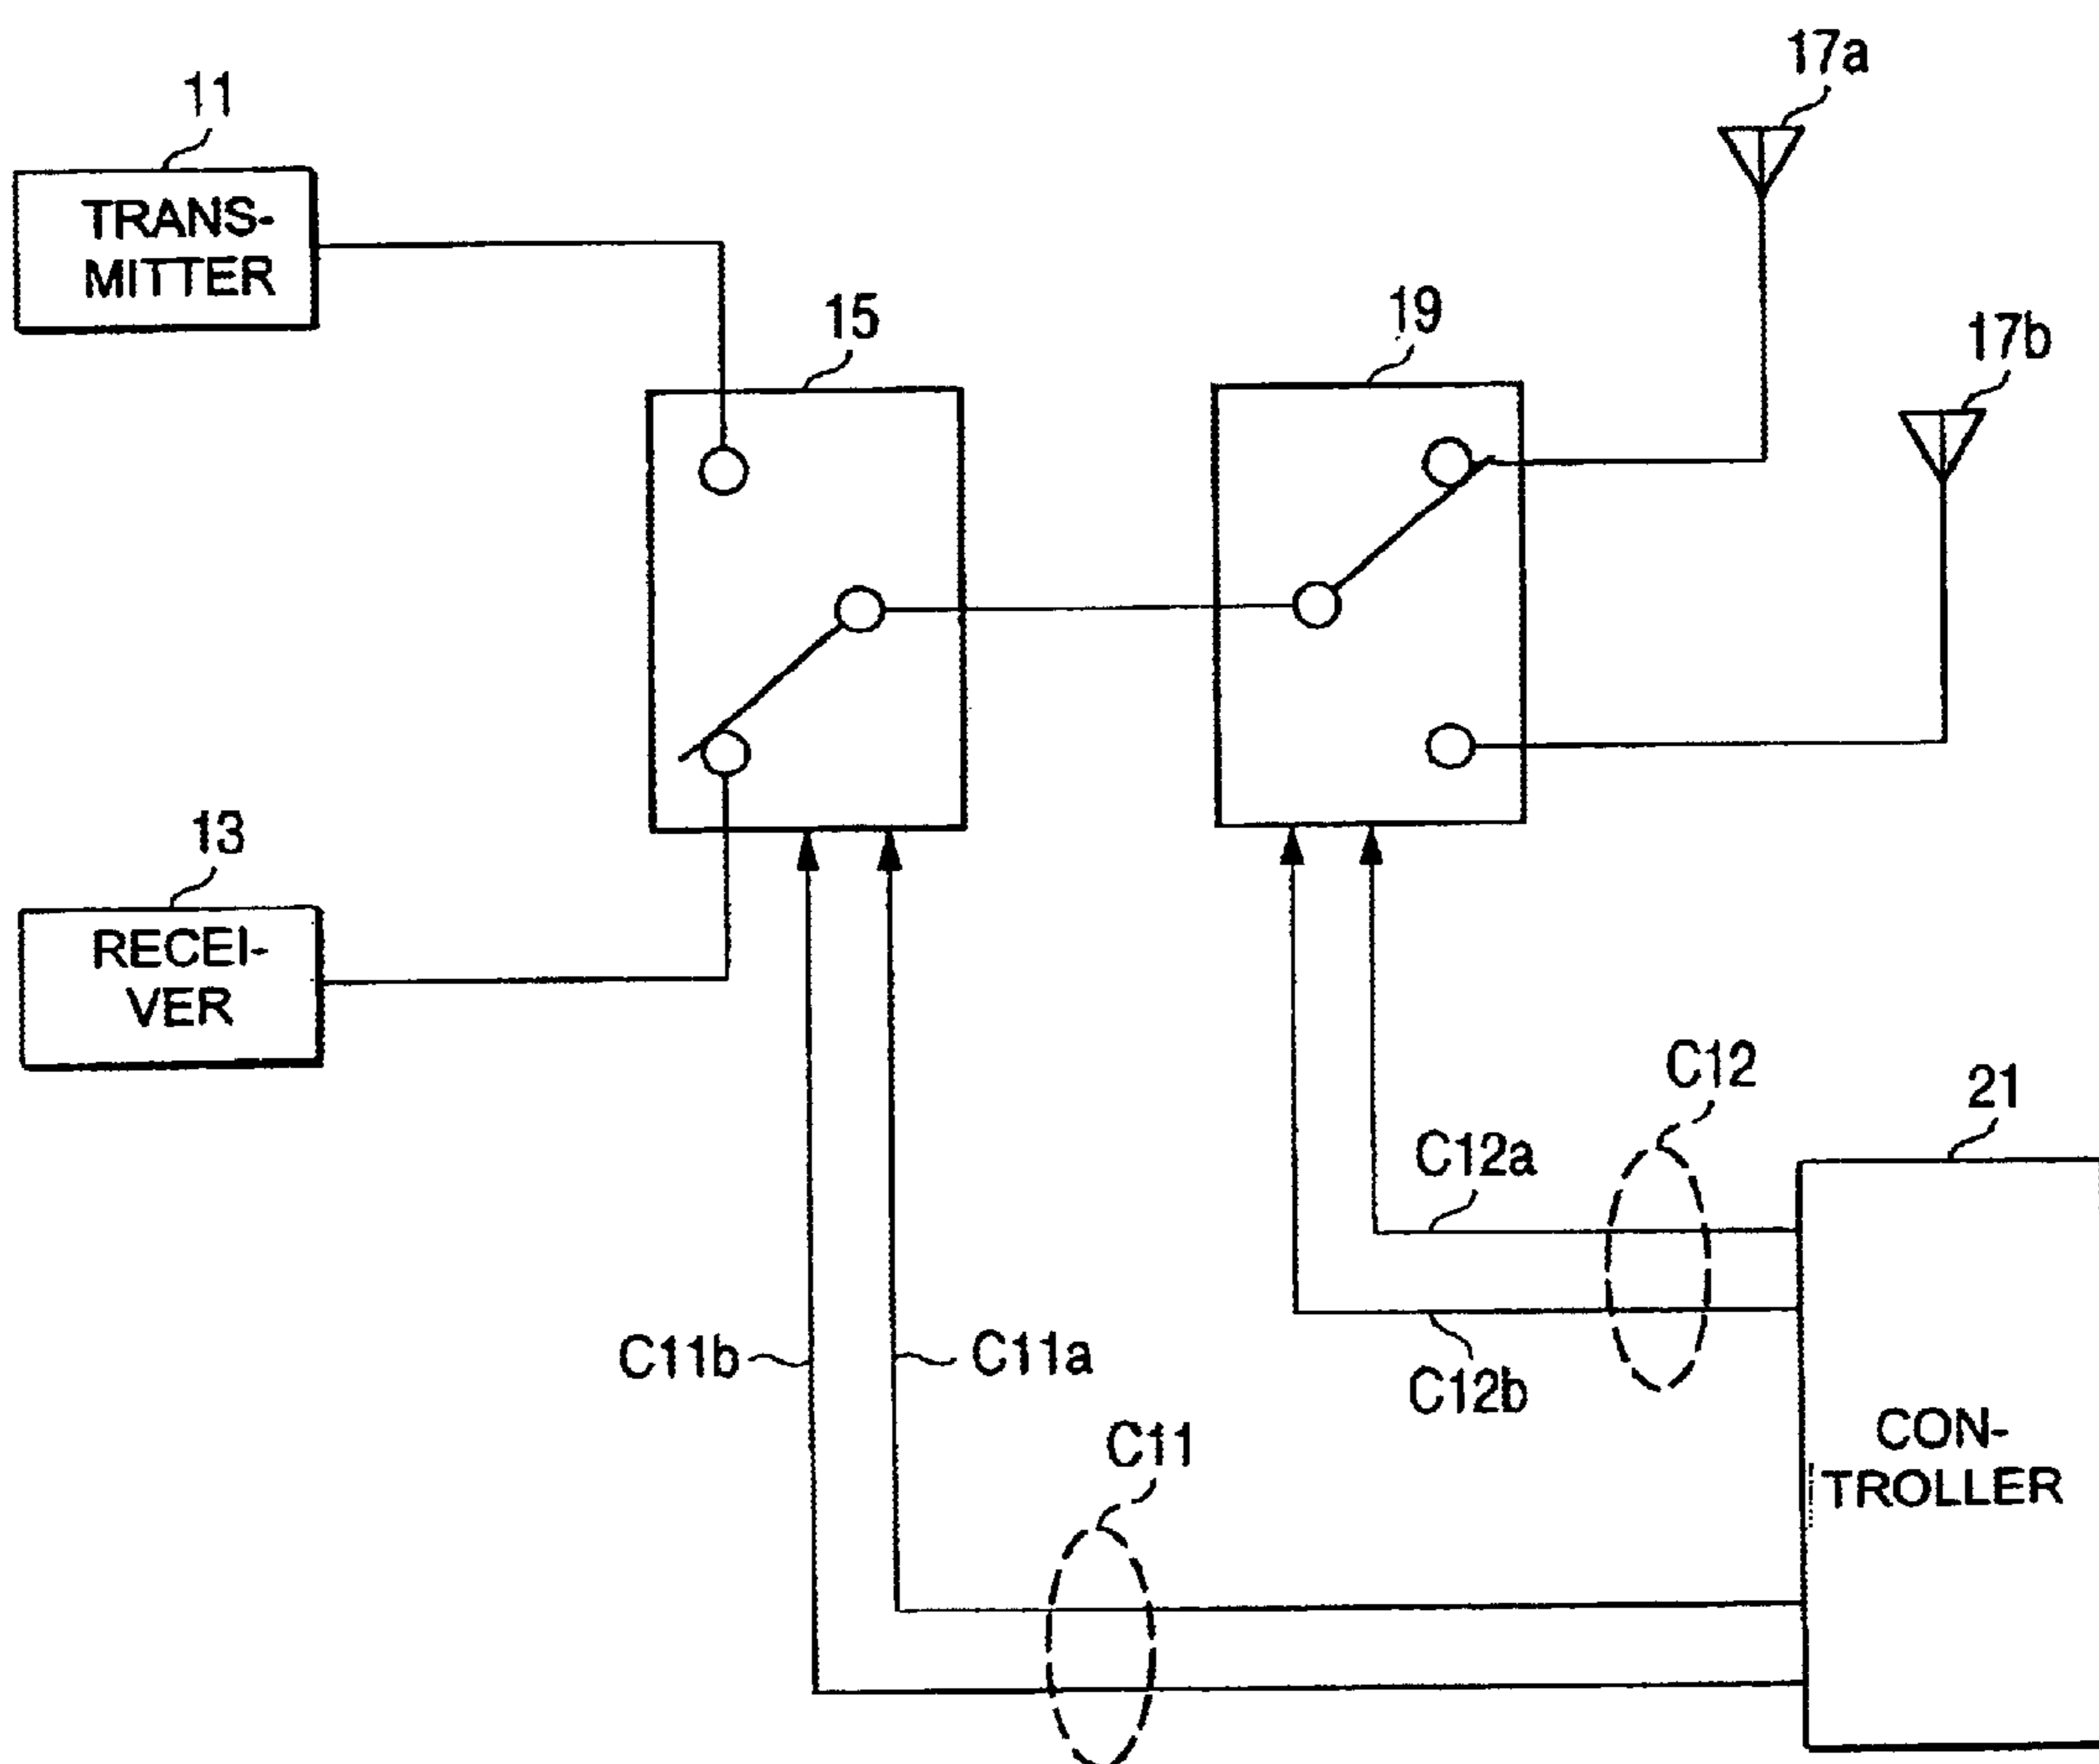 17a
11
TRANS-
MITTER
15
19
17b
13
RECEI-
VER
C12
21
C12a
C11b
C11a
C12b
C11
CON-
TROLLER